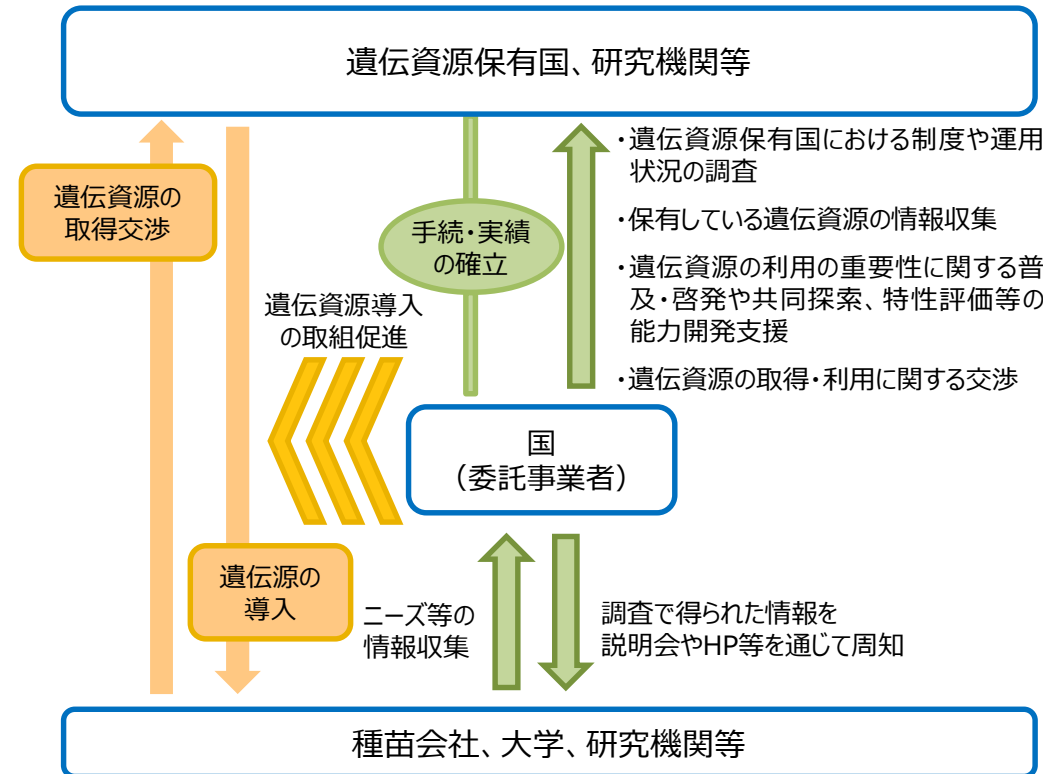 遺伝資源保有国、研究機関等
遺伝資源の
取得交渉
手続・実績
の確立
・遺伝資源保有国における制度や運用
状況の調査
・保有している遺伝資源の情報収集
・遺伝資源の利用の重要性に関する普
及・啓発や共同探索、特性評価等の
能力開発支援
・遺伝資源の取得・利用に関する交渉
遺伝資源導入
の取組促進
国
（委託事業者）
遺伝源の
導入
ニーズ等の
情報収集
調査で得られた情報を
説明会やHP等を通じて周知
種苗会社、大学、研究機関等